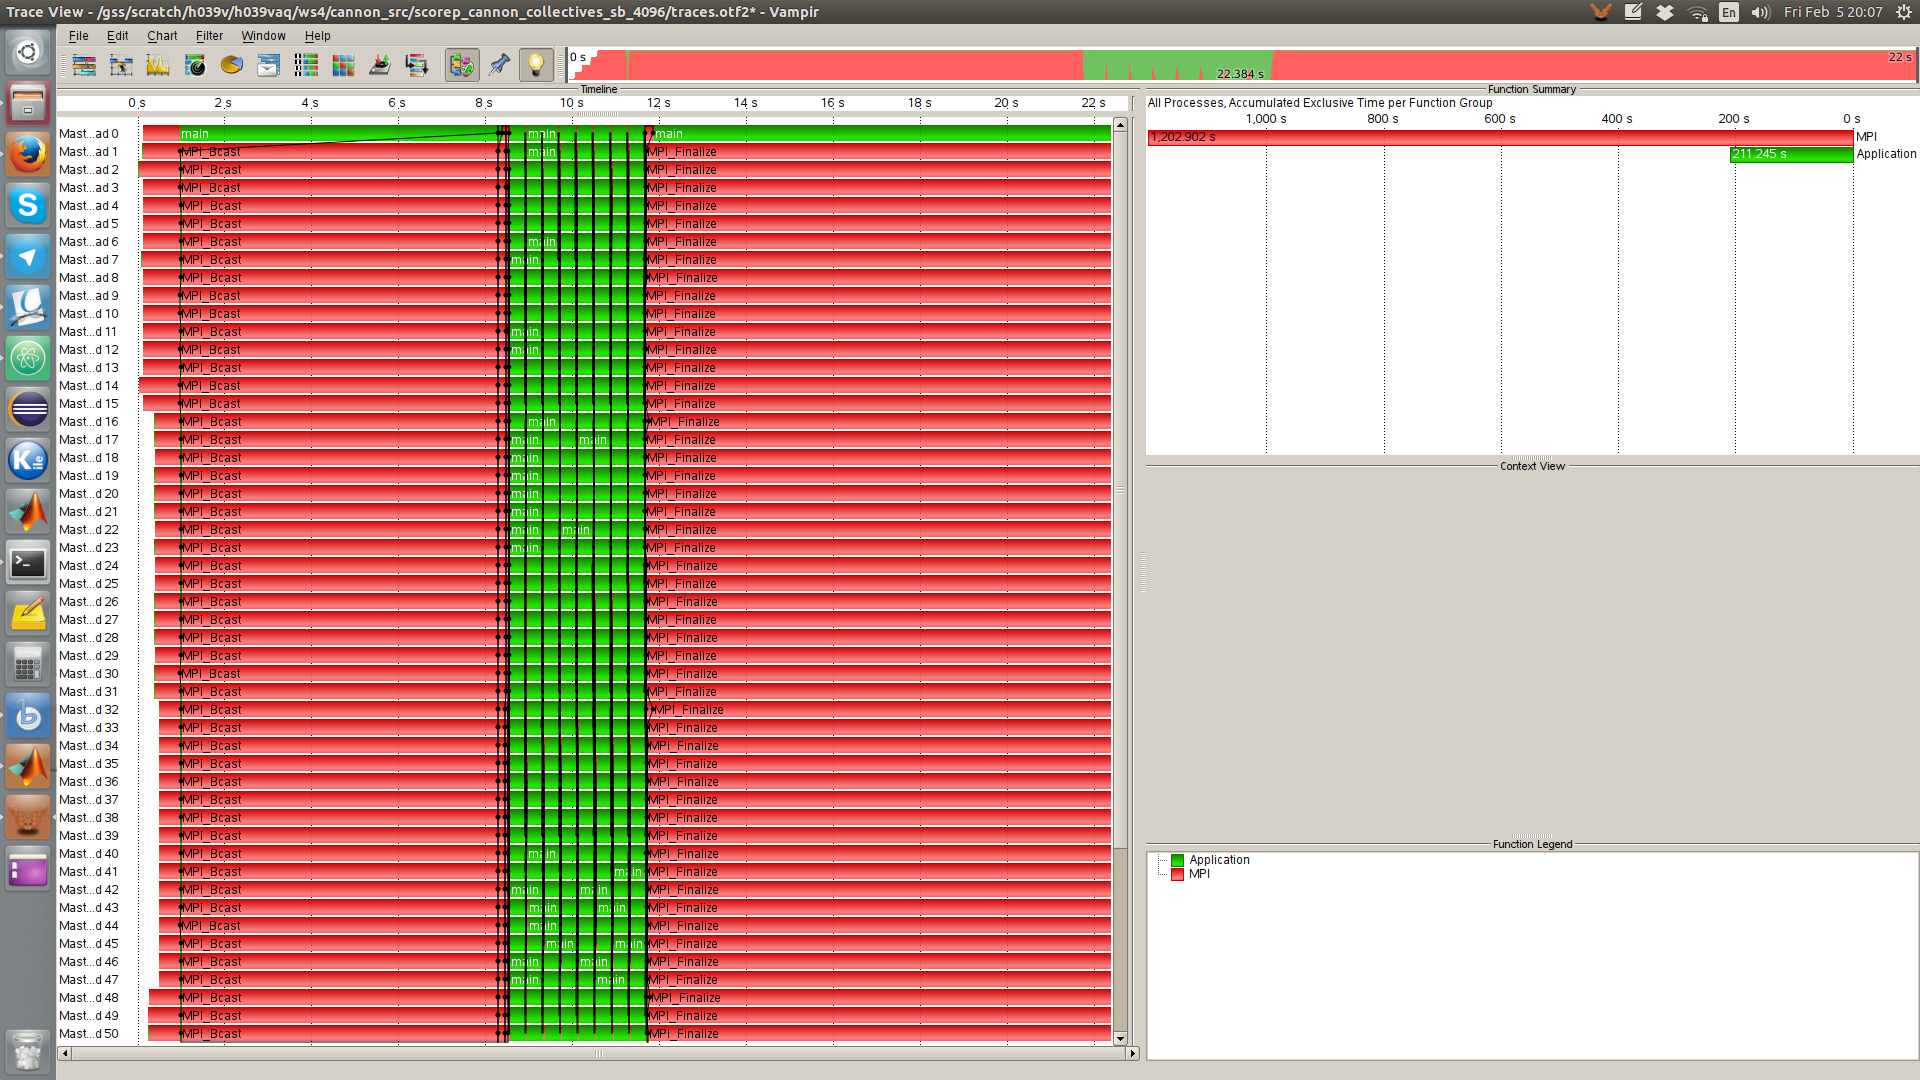 Trace View - /gss/scratch/h039v/h039vaq/ws4/cannon_src/scorep_cannon_collectives_sb_4096/traces.otf2* - Vampir
En
Fri Feb 5 20:07
File Edit Chart Filter Window Help
0 s
22.384 s
22 s
Timeline
0 s 2 s 4 s 6 s 8 s 10 s 12 s 14 s 16 s 18 s 20 s 22 s
Mast...ad 0 main main main
Mast...ad 1 MPI_Bcast main MPI_Finalize
Mast...ad 2 MPI_Bcast MPI_Finalize
Mast...ad 3 MPI_Bcast MPI_Finalize
Mast...ad 4 MPI_Bcast MPI_Finalize
Mast...ad 5 MPI_Bcast MPI_Finalize
Mast...ad 6 MPI_Bcast main MPI_Finalize
Mast...ad 7 MPI_Bcast main MPI_Finalize
Mast...ad 8 MPI_Bcast MPI_Finalize
Mast...ad 9 MPI_Bcast MPI_Finalize
Mast...d 10 MPI_Bcast MPI_Finalize
Mast...d 11 MPI_Bcast main MPI_Finalize
Mast...d 12 MPI_Bcast main MPI_Finalize
Mast...d 13 MPI_Bcast MPI_Finalize
Mast...d 14 MPI_Bcast MPI_Finalize
Mast...d 15 MPI_Bcast MPI_Finalize
Mast...d 16 MPI_Bcast main MPI_Finalize
Mast...d 17 MPI_Bcast main main MPI_Finalize
Mast...d 18 MPI_Bcast main MPI_Finalize
Mast...d 19 MPI_Bcast main MPI_Finalize
Mast...d 20 MPI_Bcast main MPI_Finalize
Mast...d 21 MPI_Bcast main MPI_Finalize
Mast...d 22 MPI_Bcast main main MPI_Finalize
Mast...d 23 MPI_Bcast main MPI_Finalize
Mast...d 24 MPI_Bcast MPI_Finalize
Mast...d 25 MPI_Bcast MPI_Finalize
Mast...d 26 MPI_Bcast MPI_Finalize
Mast...d 27 MPI_Bcast MPI_Finalize
Mast...d 28 MPI_Bcast MPI_Finalize
Mast...d 29 MPI_Bcast MPI_Finalize
Mast...d 30 MPI_Bcast MPI_Finalize
Mast...d 31 MPI_Bcast MPI_Finalize
Mast...d 32 MPI_Bcast MPI_Finalize
Mast...d 33 MPI_Bcast MPI_Finalize
Mast...d 34 MPI_Bcast MPI_Finalize
Mast...d 35 MPI_Bcast MPI_Finalize
Mast...d 36 MPI_Bcast MPI_Finalize
Mast...d 37 MPI_Bcast MPI_Finalize
Mast...d 38 MPI_Bcast MPI_Finalize
Mast...d 39 MPI_Bcast MPI_Finalize
Mast...d 40 MPI_Bcast main MPI_Finalize
Mast...d 41 MPI_Bcast main MPI_Finalize
Mast...d 42 MPI_Bcast main main MPI_Finalize
Mast...d 43 MPI_Bcast main main MPI_Finalize
Mast...d 44 MPI_Bcast main MPI_Finalize
Mast...d 45 MPI_Bcast main main MPI_Finalize
Mast...d 46 MPI_Bcast main main MPI_Finalize
Mast...d 47 MPI_Bcast main main MPI_Finalize
Mast...d 48 MPI_Bcast MPI_Finalize
Mast...d 49 MPI_Bcast MPI_Finalize
Mast...d 50 MPI_Bcast MPI_Finalize
Function Summary
All Processes, Accumulated Exclusive Time per Function Group
1,000 s 800 s 600 s 400 s 200 s 0 s
1,202.902 s MPI
211.245 s Application
Context View
Function Legend
Application
MPI